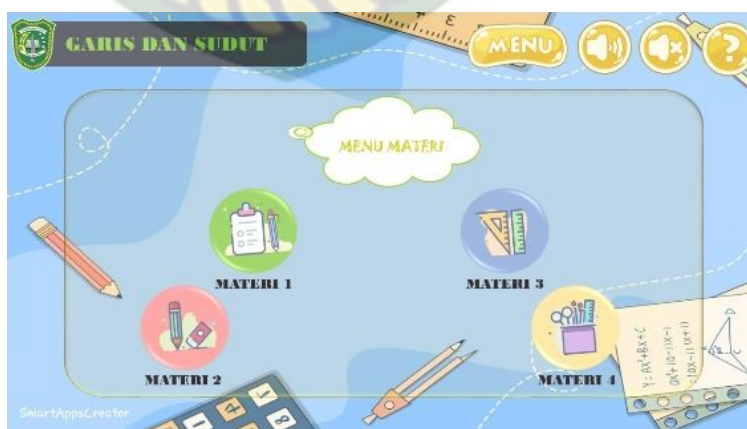 GARIS DAN SUDUT
MENU
?
MENU MATERI
MATERI 1
MATERI 3
MATERI 2
MATERI 4
SmartAppsCreator